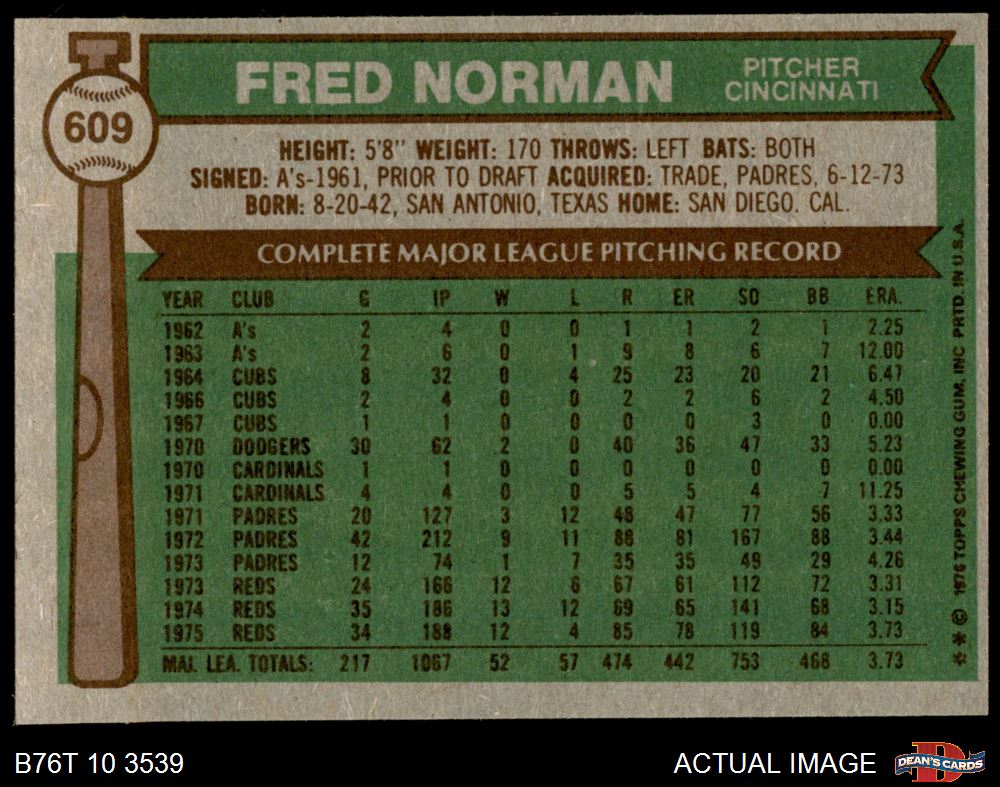 609
FRED NORMAN
PITCHER
CINCINNATI
HEIGHT: 5'8" WEIGHT: 170 THROWS: LEFT BATS: BOTH
SIGNED: A's-1961, PRIOR TO DRAFT ACQUIRED: TRADE, PADRES, 6-12-73
BORN: 8-20-42, SAN ANTONIO, TEXAS HOME: SAN DIEGO. CAL.
COMPLETE MAJOR LEAGUE PITCHING RECORD
YEAR CLUB G IP W L R ER SO BB ERA.
1962 A's 2 4 0 0 1 1 2 1 2.25
1963 A's 2 6 0 1 9 8 6 7 12.00
1964 CUBS 8 32 0 4 25 23 20 21 6.47
1966 CUBS 2 4 0 0 2 2 6 2 4.50
1967 CUBS 1 1 0 0 0 0 3 0 0.00
1970 DODGERS 30 62 2 0 40 36 47 33 5.23
1970 CARDINALS 1 1 0 0 0 0 0 0 0.00
1971 CARDINALS 4 4 0 0 5 5 4 7 11.25
1971 PADRES 20 127 3 12 48 47 77 56 3.33
1972 PADRES 42 212 9 11 88 81 167 88 3.44
1973 PADRES 12 74 1 7 35 35 49 29 4.26
1973 REDS 24 166 12 6 67 61 112 72 3.31
1974 REDS 35 186 13 12 69 65 141 68 3.15
1975 REDS 34 188 12 4 85 78 119 84 3.73
MAJ. LEA. TOTALS: 217 1067 52 57 474 442 753 468 3.73
* * © 1976 TOPPS CHEWING GUM, INC PRTD. IN U.S.A.
B76T 10 3539
ACTUAL IMAGE
DEAN'S CARDS